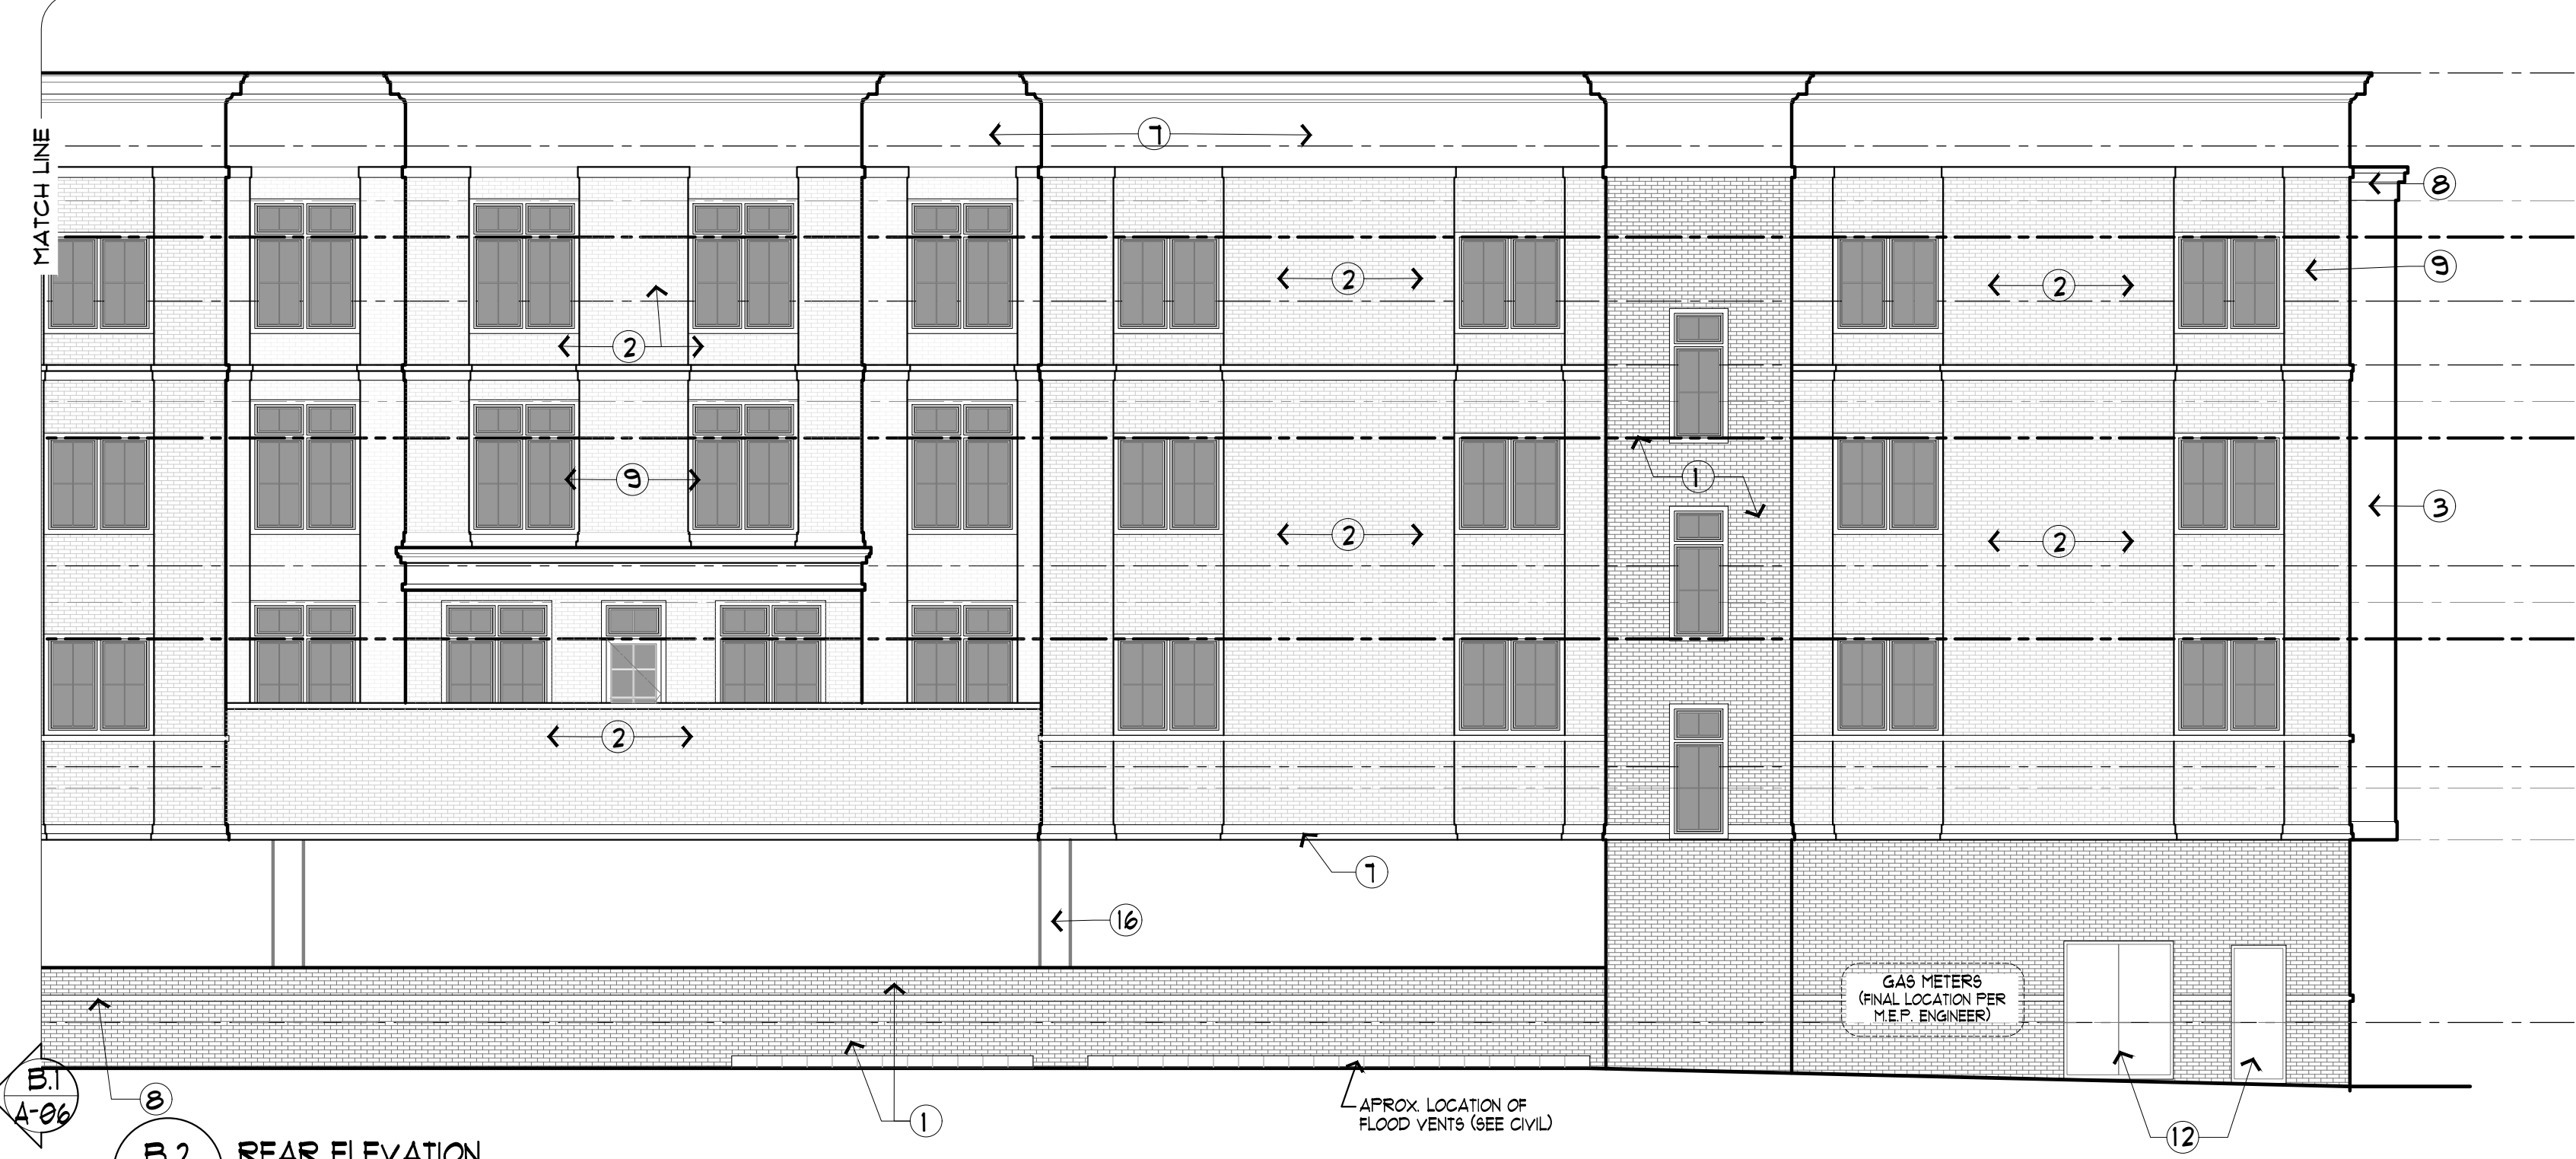 MATCH LINE
7
8
2
2
9
2
9
1
3
2
2
2
7
16
GAS METERS
(FINAL LOCATION PER
M.E.P. ENGINEER)
B.1
A-06
8
1
APROX. LOCATION OF
FLOOD VENTS (SEE CIVIL)
12
B.2
REAR ELEVATION